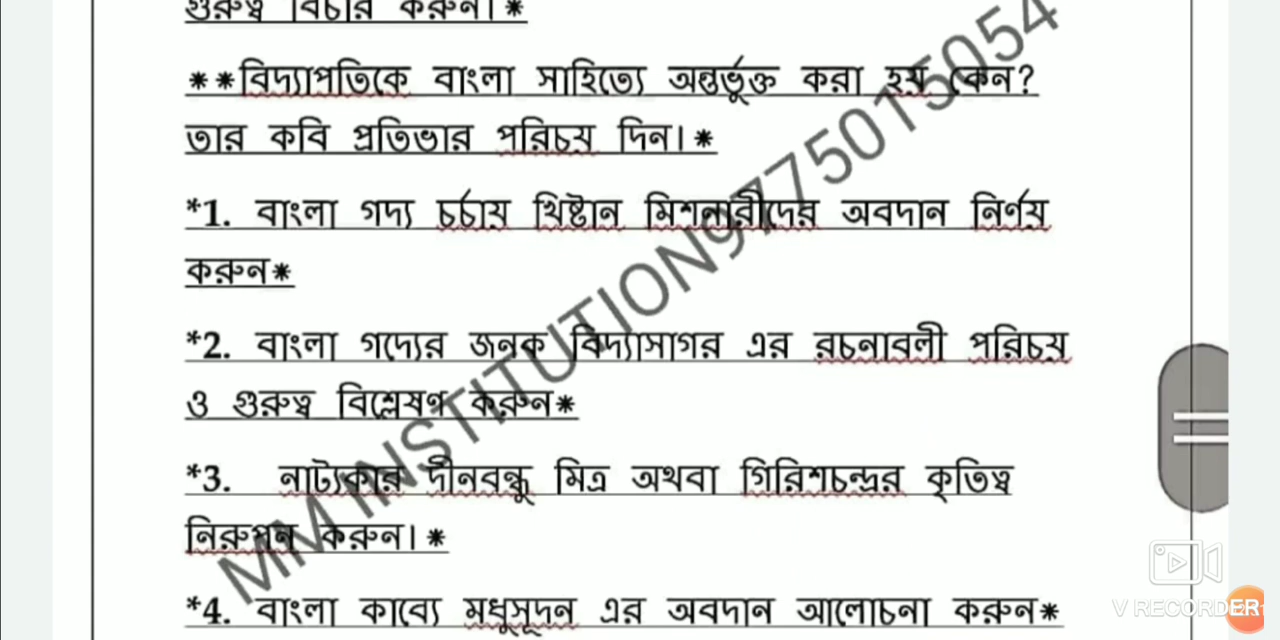 গুরুত্ব বিচার করুন।*
**বিদ্যাপতিকে বাংলা সাহিত্যে অন্তর্ভুক্ত করা হয় কেন?
তার কবি প্রতিভার পরিচয় দিন।*
*1. বাংলা গদ্য চর্চায় খ্রিষ্টান মিশনারীদের অবদান নির্ণয়
করুন*
*2. বাংলা গদ্যের জনক বিদ্যাসাগর এর রচনাবলী পরিচয়
ও গুরুত্ব বিশ্লেষণ করুন*
*3. নাট্যকার দীনবন্ধু মিত্র অথবা গিরিশচন্দ্রর কৃতিত্ব
নিরুপন করুন।*
*4. বাংলা কাব্যে মধুসূদন এর অবদান আলোচনা করুন*
MM INSTITUTION9775015054
V RECORDER